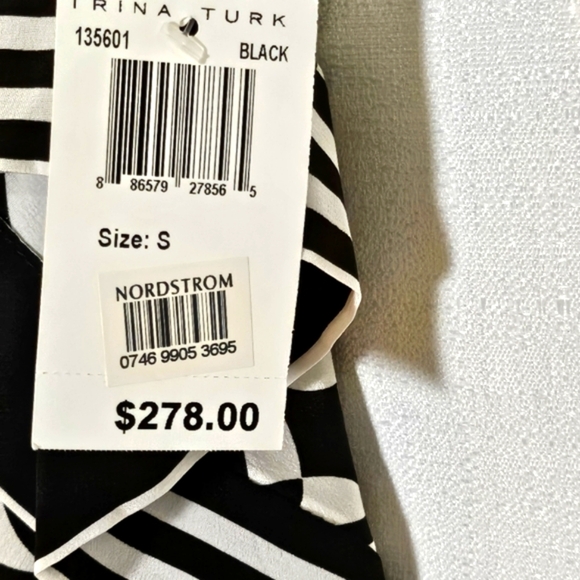 TRINA TURK
135601
BLACK
8 86579 27856 5
Size: S
NORDSTROM
0746 9905 3695
$278.00